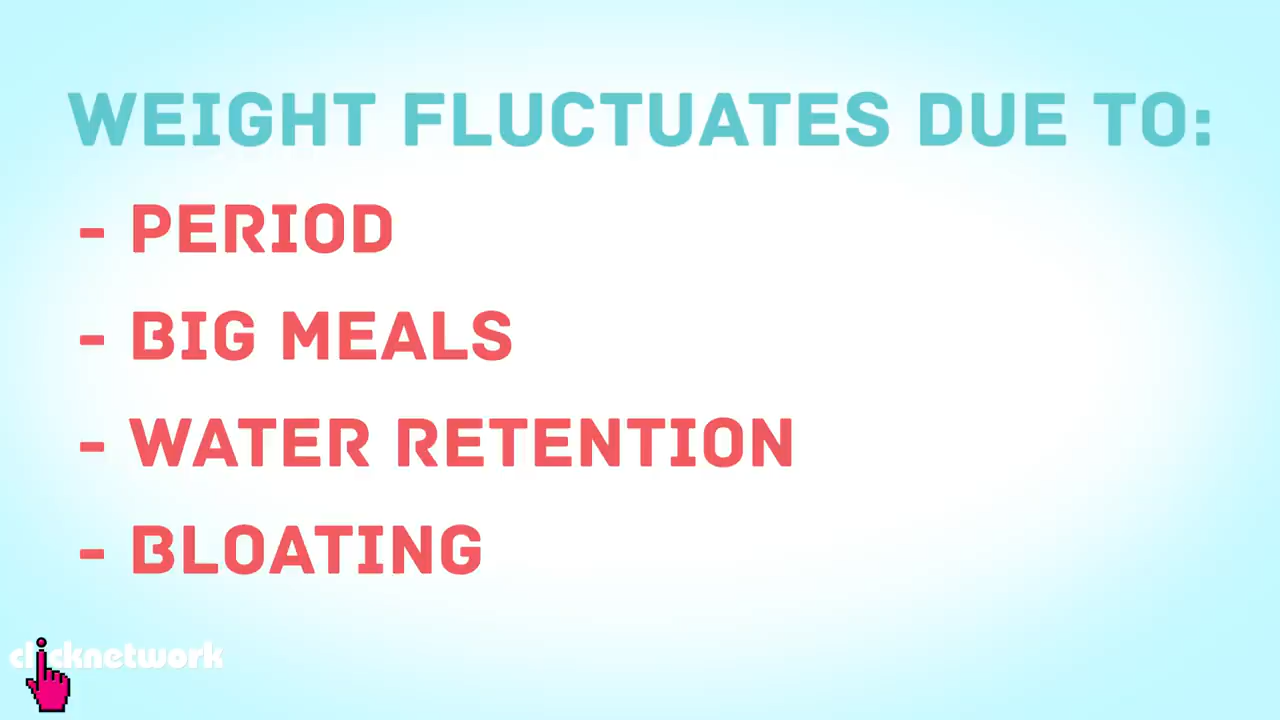 WEIGHT FLUCTUATES DUE TO:
- PERIOD
- BIG MEALS
- WATER RETENTION
- BLOATING
clicknetwork